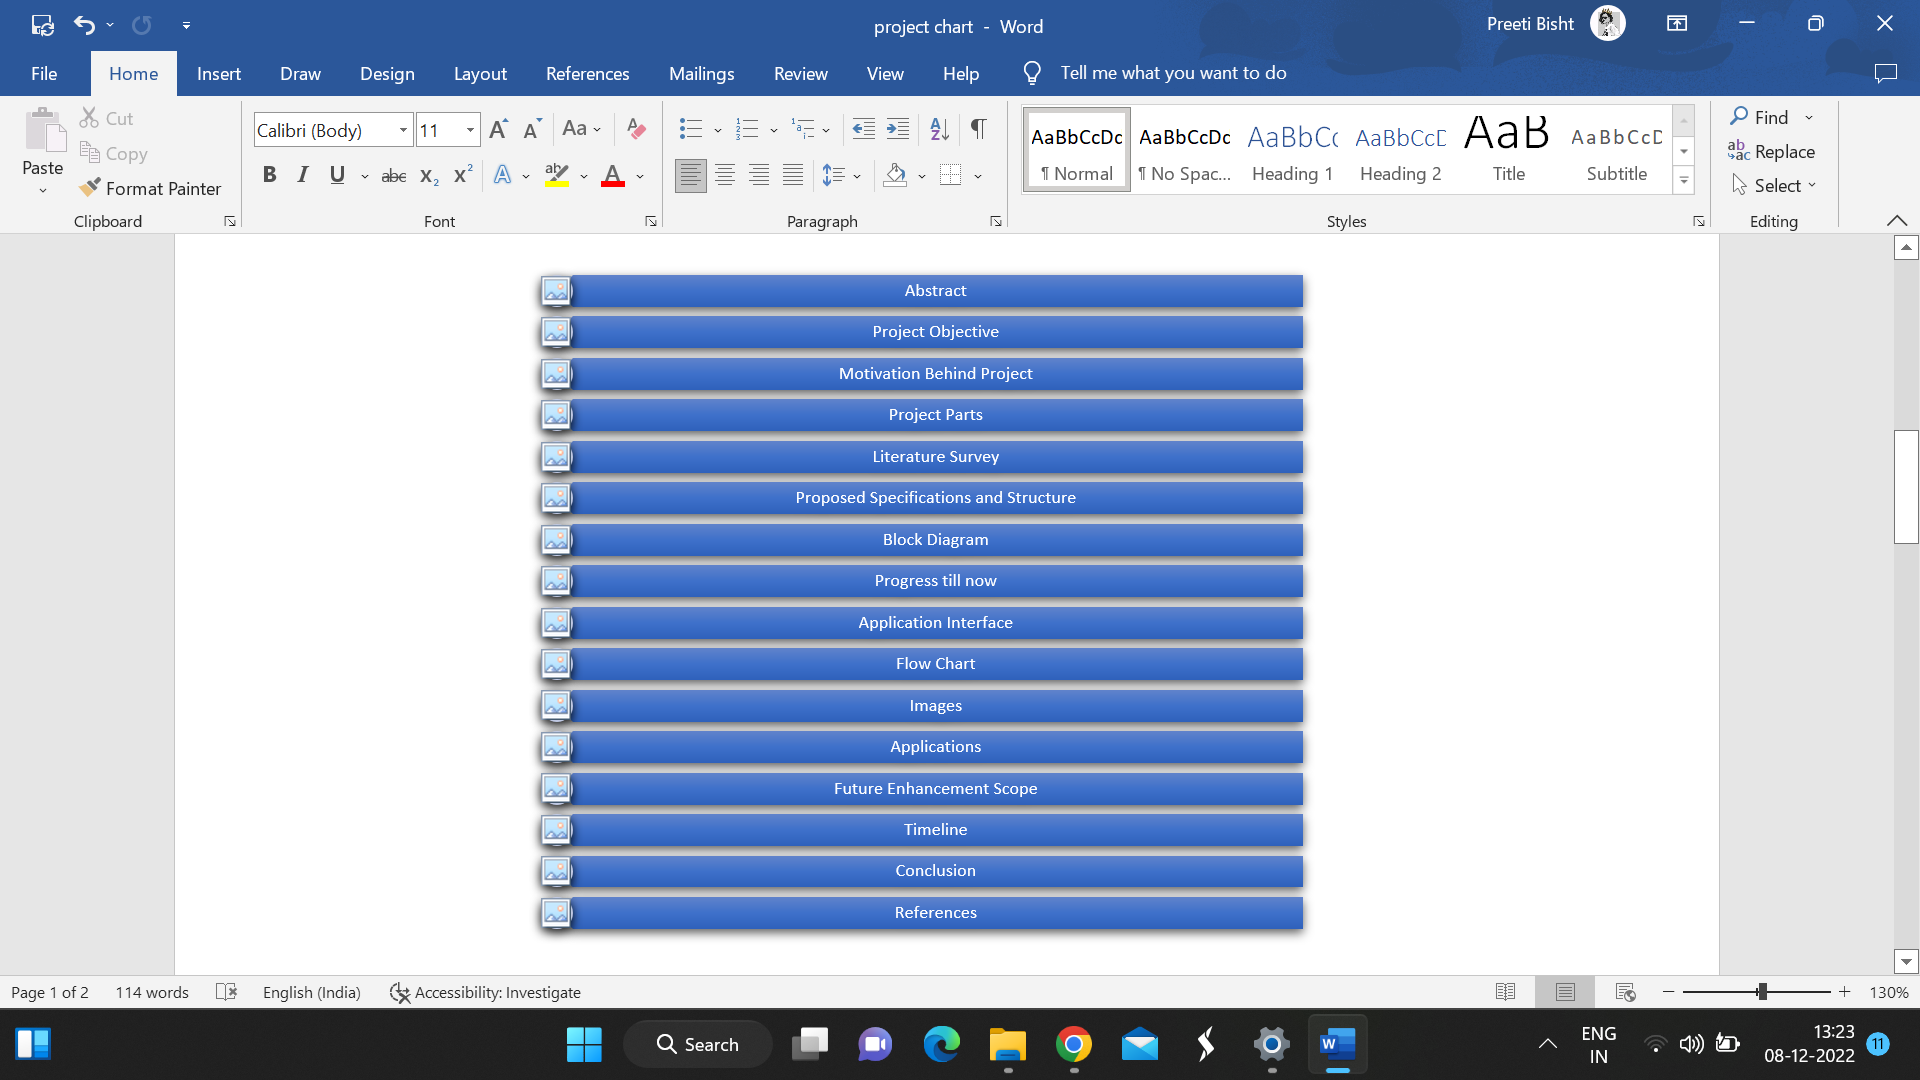 project chart - Word
Preeti Bisht
File Home Insert Draw Design Layout References Mailings Review View Help Tell me what you want to do
Paste
Cut
Copy
Format Painter
Clipboard
Calibri (Body) 11
Font
Paragraph
AaBbCcDc AaBbCcDc AaBbCc AaBbCcD AaB AaBbCcD
¶ Normal ¶ No Spac... Heading 1 Heading 2 Title Subtitle
Styles
Find
Replace
Select
Editing
Abstract
Project Objective
Motivation Behind Project
Project Parts
Literature Survey
Proposed Specifications and Structure
Block Diagram
Progress till now
Application Interface
Flow Chart
Images
Applications
Future Enhancement Scope
Timeline
Conclusion
References
Page 1 of 2 114 words English (India) Accessibility: Investigate 130%
Search
ENG
IN
13:23
08-12-2022
11